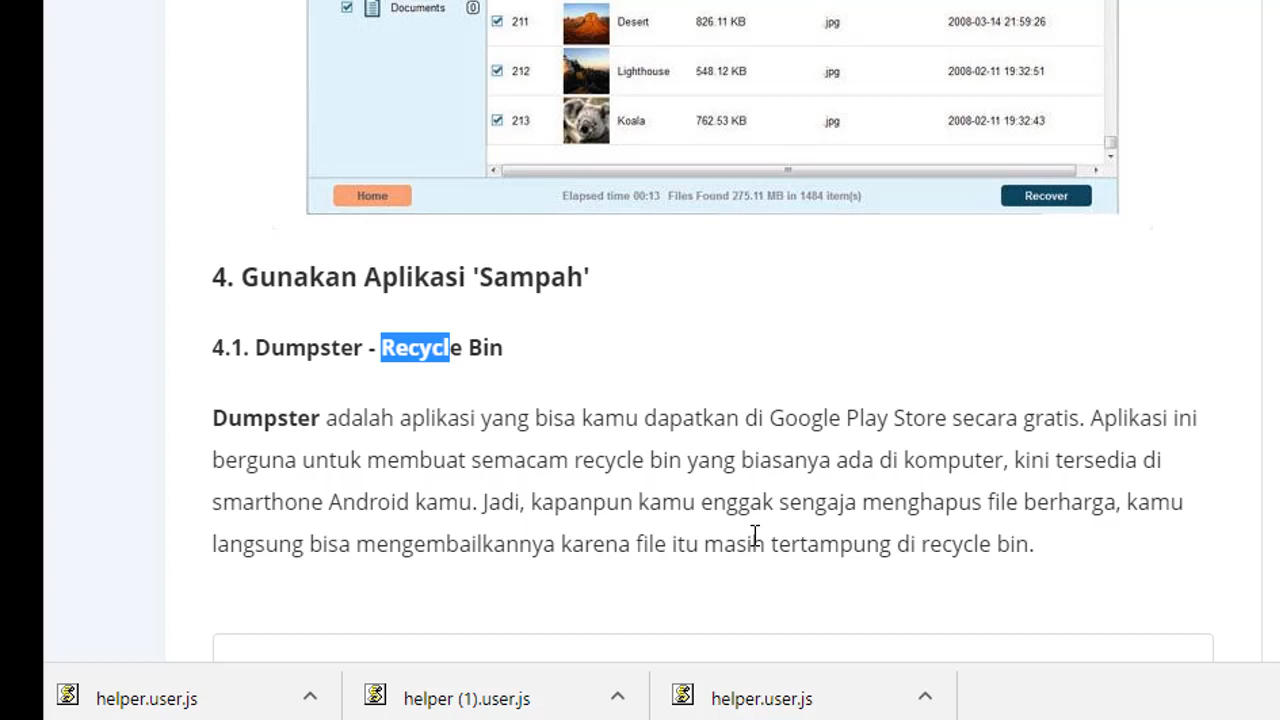 Documents 0
211 Desert 826.11 KB .jpg 2008-03-14 21:59:26
212 Lighthouse 548.12 KB .jpg 2008-02-11 19:32:51
213 Koala 762.53 KB .jpg 2008-02-11 19:32:43
Home Elapsed time 00:13 Files Found 275.11 MB in 1484 item(s) Recover
4. Gunakan Aplikasi 'Sampah'
4.1. Dumpster - Recycle Bin
Dumpster adalah aplikasi yang bisa kamu dapatkan di Google Play Store secara gratis. Aplikasi ini
berguna untuk membuat semacam recycle bin yang biasanya ada di komputer, kini tersedia di
smarthone Android kamu. Jadi, kapanpun kamu enggak sengaja menghapus file berharga, kamu
langsung bisa mengembailkannya karena file itu masih tertampung di recycle bin.
helper.user.js helper (1).user.js helper.user.js